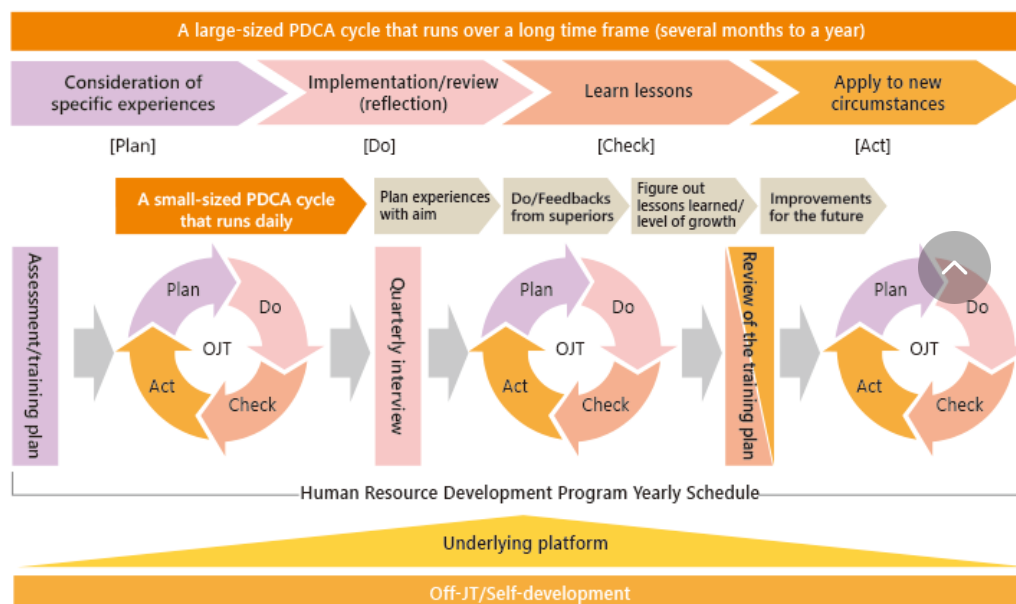 A large-sized PDCA cycle that runs over a long time frame (several months to a year)
Consideration of
specific experiences
Implementation/review
(reflection)
Learn lessons
Apply to new
circumstances
[Plan]
[Do]
[Check]
[Act]
A small-sized PDCA cycle
that runs daily
Plan experiences
with aim
Do/Feedbacks
from superiors
Figure out
lessons learned/
level of growth
Improvements
for the future
Assessment/training plan
Plan
Do
OJT
Act
Check
Quarterly interview
Plan
Do
OJT
Act
Check
Review of the training plan
Plan
Do
OJT
Act
Check
Human Resource Development Program Yearly Schedule
Underlying platform
Off-JT/Self-development